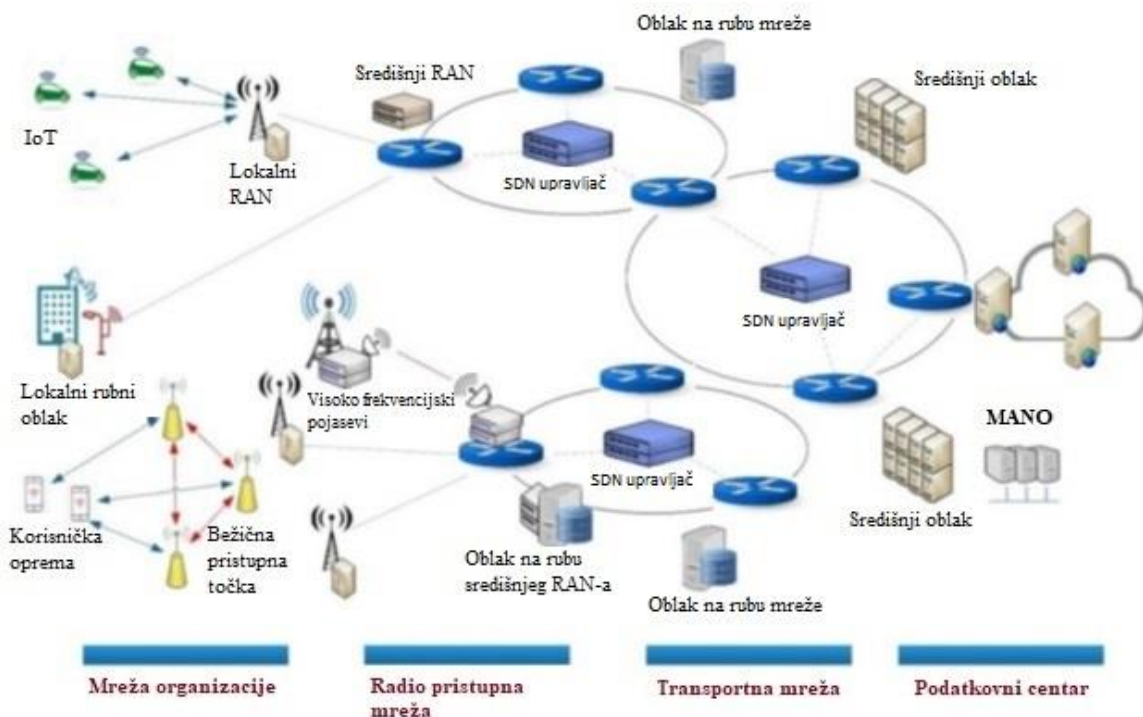 Oblak na rubu mreže
Središnji RAN
Središnji oblak
IoT
Lokalni
RAN
SDN upravljač
SDN upravljač
Lokalni rubni
oblak
Visoko frekvencijski
pojasevi
MANO
SDN upravljač
Središnji oblak
Korisnička
oprema
Bežična
pristupna
točka
Oblak na rubu
središnjeg RAN-a
Oblak na rubu mreže
Mreža organizacije
Radio pristupna
mreža
Transportna mreža
Podatkovni centar